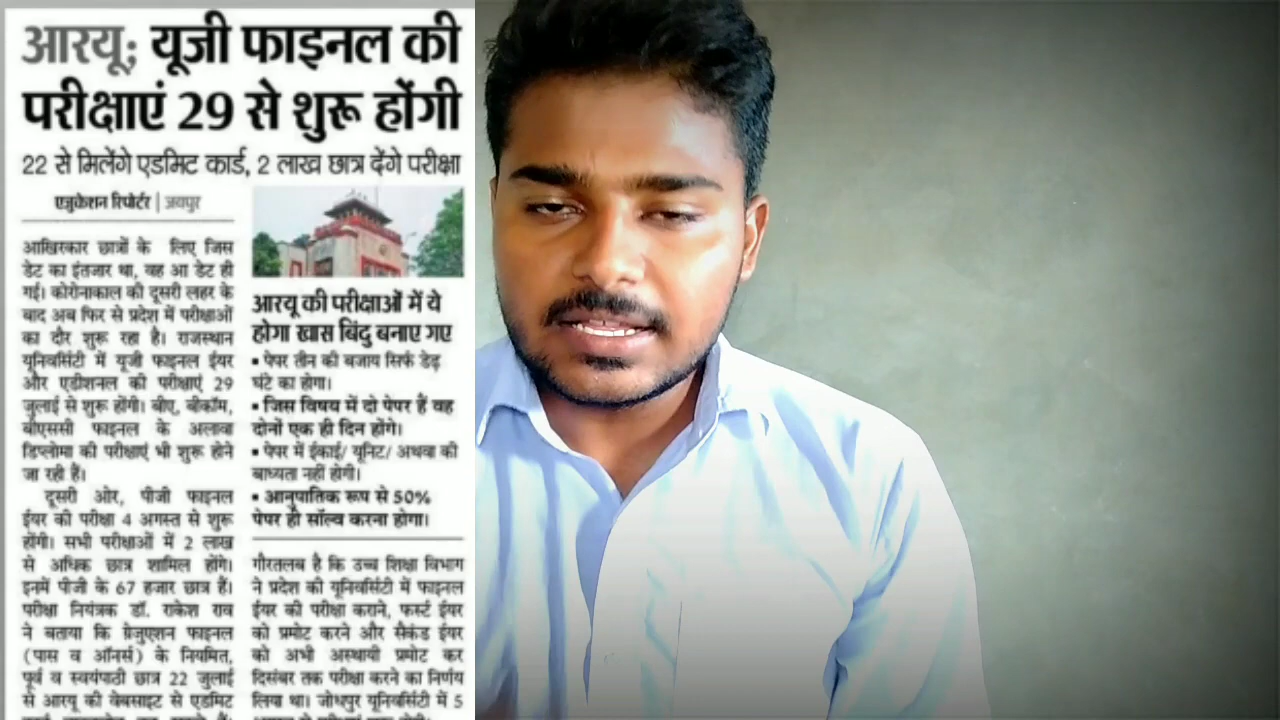 आरयू; यूजी फाइनल की
परीक्षाएं 29 से शुरू होंगी
22 से मिलेंगे एडमिट कार्ड, 2 लाख छात्र देंगे परीक्षा
एजुकेशन रिपोर्टर | जयपुर
आखिरकार छात्रों के लिए जिस
डेट का इंतजार था, वह आ डेट ही
गई। कोरोनाकाल की दूसरी लहर के
बाद अब फिर से प्रदेश में परीक्षाओं
का दौर शुरू रहा है। राजस्थान
यूनिवर्सिटी में यूजी फाइनल ईयर
और एडीशनल की परीक्षाएं 29
जुलाई से शुरू होंगी। बीए, बीकॉम,
बीएससी फाइनल के अलावा
डिप्लोमा की परीक्षाएं भी शुरू होने
जा रही हैं।
दूसरी ओर, पीजी फाइनल
ईयर की परीक्षा 4 अगस्त से शुरू
होंगी। सभी परीक्षाओं में 2 लाख
से अधिक छात्र शामिल होंगे।
इनमें पीजी के 67 हजार छात्र हैं।
परीक्षा नियंत्रक डॉ. राकेश राव
ने बताया कि ग्रेजुएशन फाइनल
(पास व ऑनर्स) के नियमित,
पूर्व व स्वयंपाठी छात्र 22 जुलाई
से आरयू की वेबसाइट से एडमिट
आरयू की परीक्षाओं में ये
होगा खास बिंदु बनाए गए
▪ पेपर तीन की बजाय सिर्फ डेढ़
घंटे का होगा।
▪ जिस विषय में दो पेपर हैं वह
दोनों एक ही दिन होंगे।
▪ पेपर में ईकाई/ यूनिट/ अथवा की
बाध्यता नहीं होगी।
▪ आनुपातिक रूप से 50%
पेपर ही सॉल्व करना होगा।
गौरतलब है कि उच्च शिक्षा विभाग
ने प्रदेश की यूनिवर्सिटी में फाइनल
ईयर की परीक्षा कराने, फर्स्ट ईयर
को प्रमोट करने और सैकंड ईयर
को अभी अस्थायी प्रमोट कर
दिसंबर तक परीक्षा करने का निर्णय
लिया था। जोधपुर यूनिवर्सिटी में 5